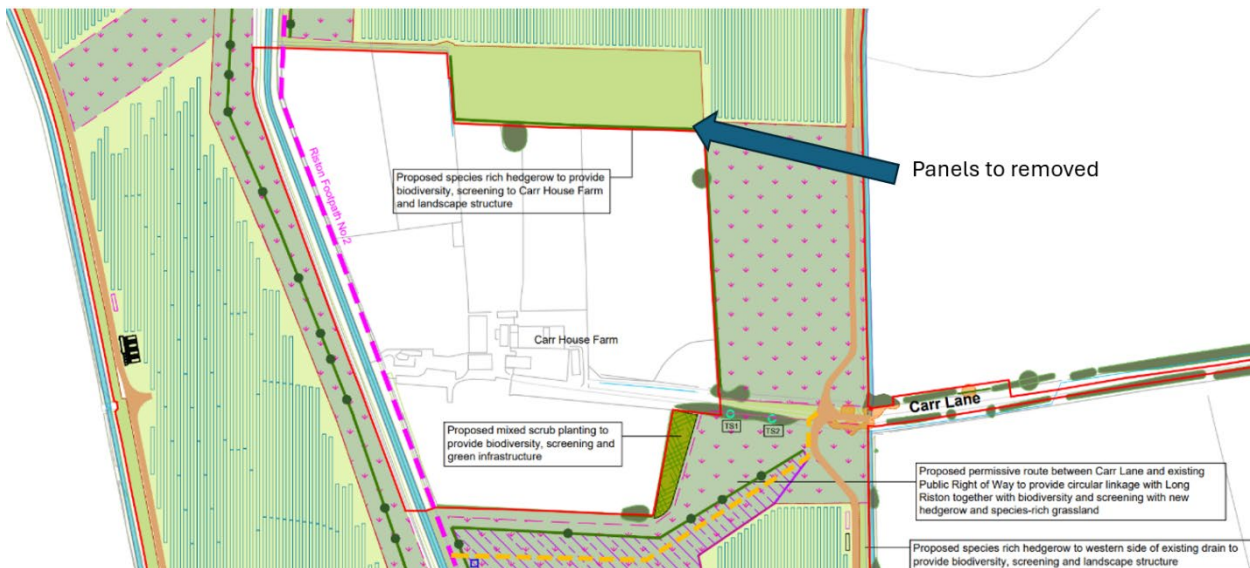 Riston Footpath No.2
Panels to removed
Proposed species rich hedgerow to provide
biodiversity, screening to Carr House Farm
and landscape structure
Carr House Farm
Carr Lane
Proposed mixed scrub planting to
provide biodiversity, screening and
green infrastructure
TS1
TS2
Proposed permissive route between Carr Lane and existing
Public Right of Way to provide circular linkage with Long
Riston together with biodiversity and screening with new
hedgerow and species-rich grassland
Proposed species rich hedgerow to western side of existing drain to
provide biodiversity, screening and landscape structure